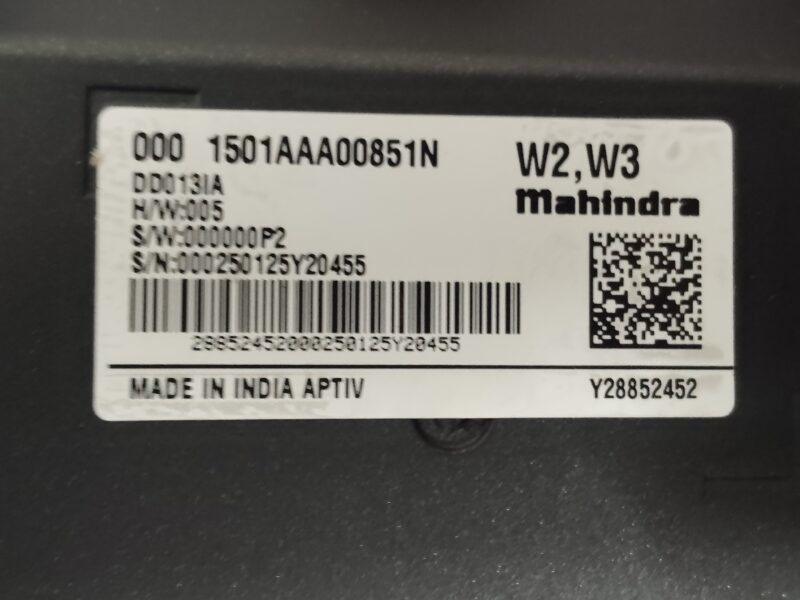 000 1501AAA00851N W2,W3
DD013IA
mahindra
H/W:005
S/W:000000P2
S/N:000250125Y20455
28852452000250125Y20455
MADE IN INDIA APTIV Y28852452